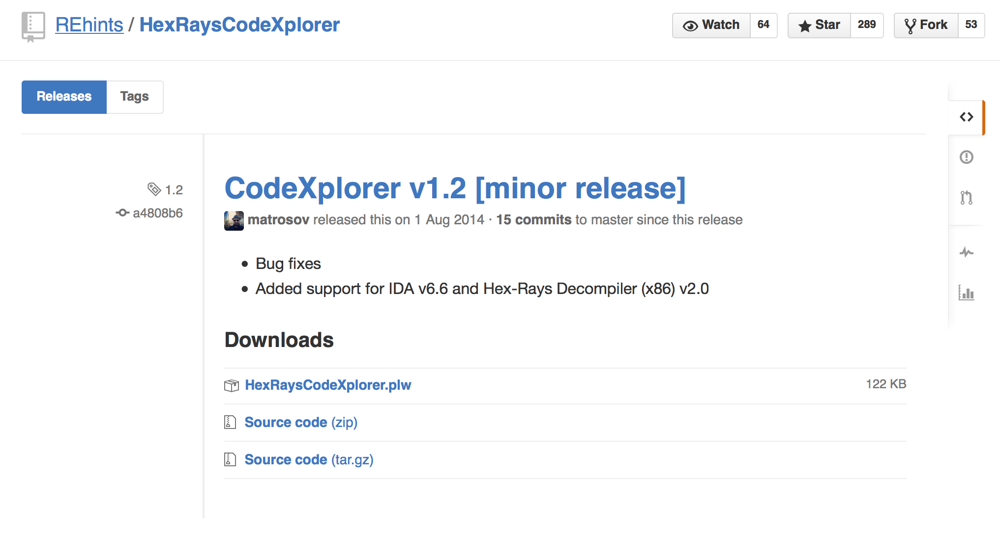 REhints / HexRaysCodeXplorer
Watch 64 Star 289 Fork 53
Releases Tags
1.2
a4808b6
CodeXplorer v1.2 [minor release]
matrosov released this on 1 Aug 2014 · 15 commits to master since this release
• Bug fixes
• Added support for IDA v6.6 and Hex-Rays Decompiler (x86) v2.0
Downloads
HexRaysCodeXplorer.plw 122 KB
Source code (zip)
Source code (tar.gz)